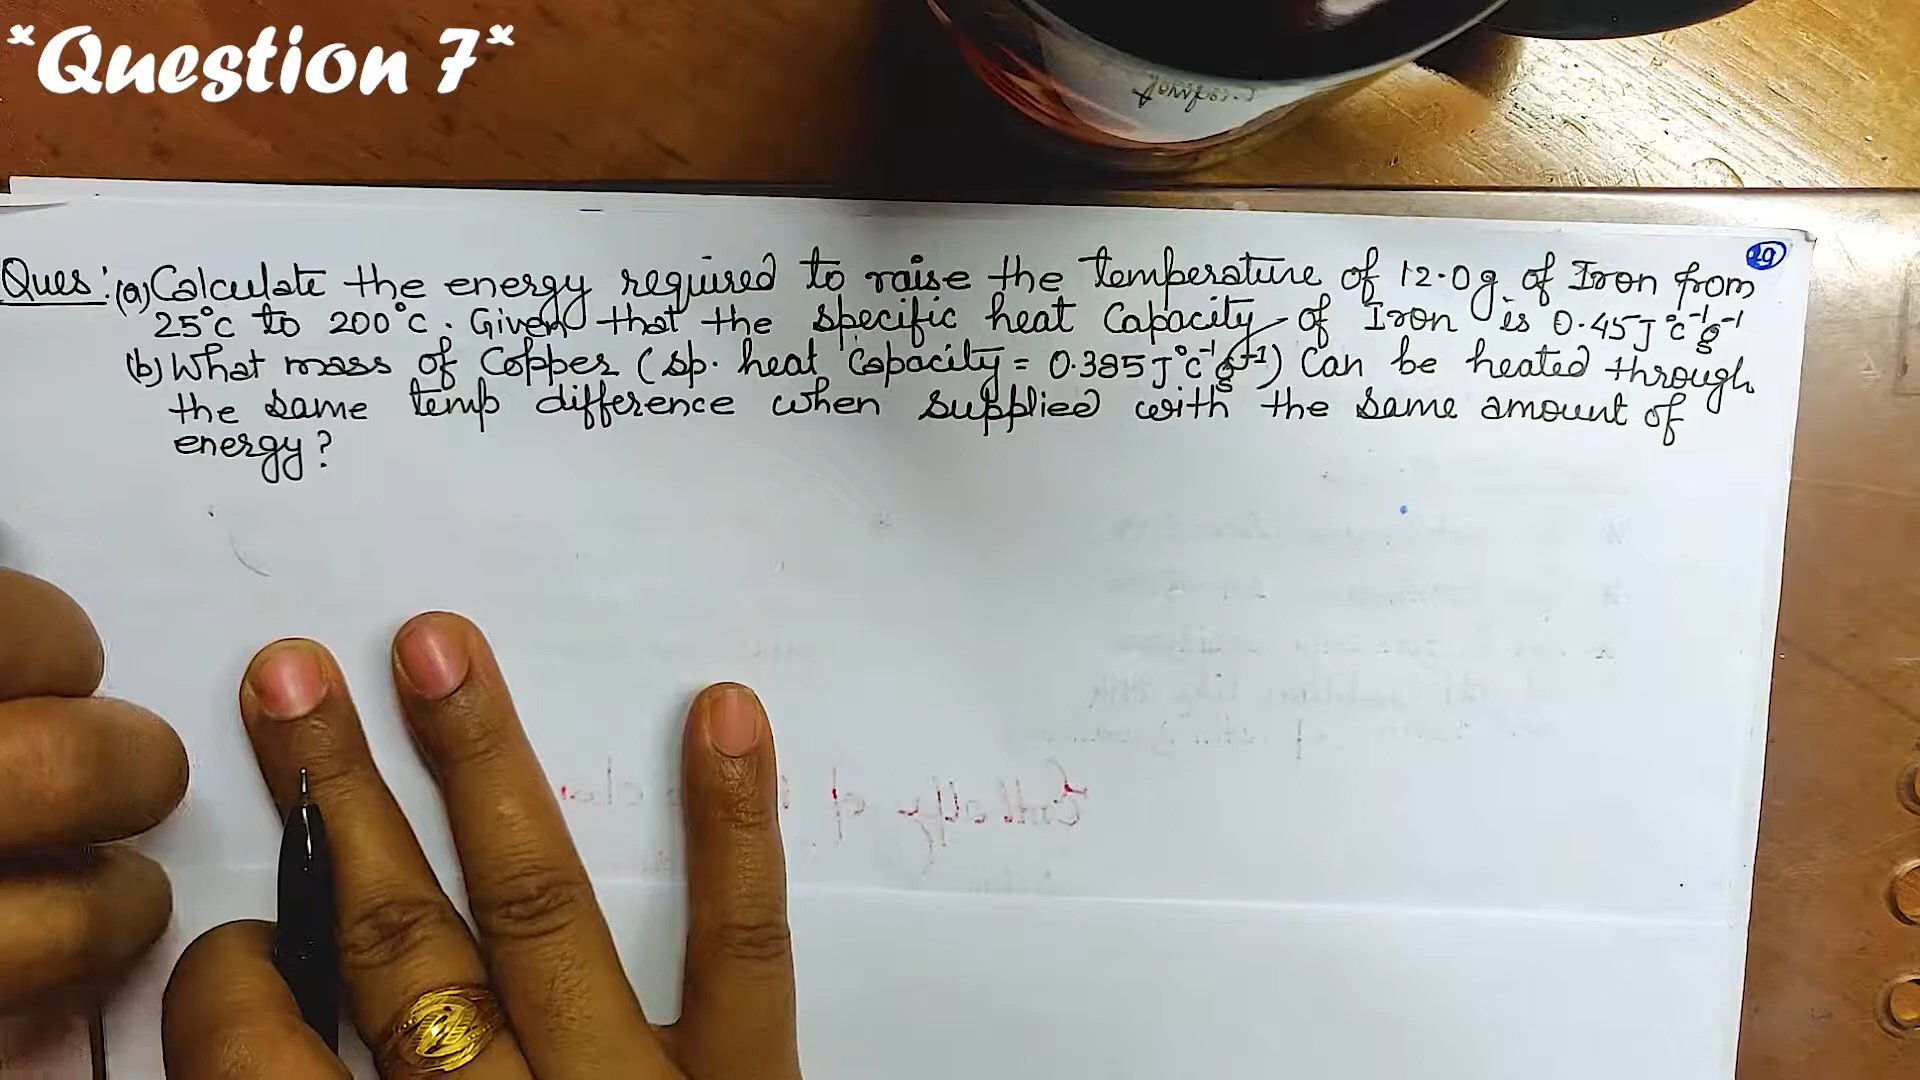 *Question 7*
29
Ques:(a) Calculate the energy required to raise the temperature of 12.0g of Iron from
25°C to 200°C. Given that the specific heat Capacity of Iron is 0.45J°C⁻¹g⁻¹
(b) What mass of Copper (sp. heat Capacity = 0.385J°C⁻¹g⁻¹) Can be heated through
the same temp difference when supplied with the same amount of
energy?